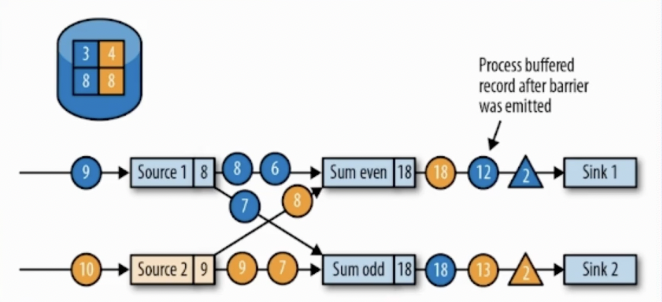 3 4
8 8
Process buffered
record after barrier
was emitted
9 Source 1 8 8 6 Sum even 18 18 12 2 Sink 1
7 8
10 Source 2 9 9 7 Sum odd 18 18 13 2 Sink 2